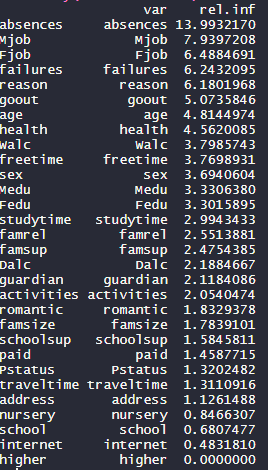 var rel.inf
absences absences 13.9932170
Mjob Mjob 7.9397208
Fjob Fjob 6.4884691
failures failures 6.2432095
reason reason 6.1801968
goout goout 5.0735846
age age 4.8144974
health health 4.5620085
Walc Walc 3.7985743
freetime freetime 3.7698931
sex sex 3.6940604
Medu Medu 3.3306380
Fedu Fedu 3.3015895
studytime studytime 2.9943433
famrel famrel 2.5513881
famsup famsup 2.4754385
Dalc Dalc 2.1884667
guardian guardian 2.1184086
activities activities 2.0540474
romantic romantic 1.8329378
famsize famsize 1.7839101
schoolsup schoolsup 1.5845811
paid paid 1.4587715
Pstatus Pstatus 1.3202482
traveltime traveltime 1.3110916
address address 1.1261488
nursery nursery 0.8466307
school school 0.6807477
internet internet 0.4831810
higher higher 0.0000000